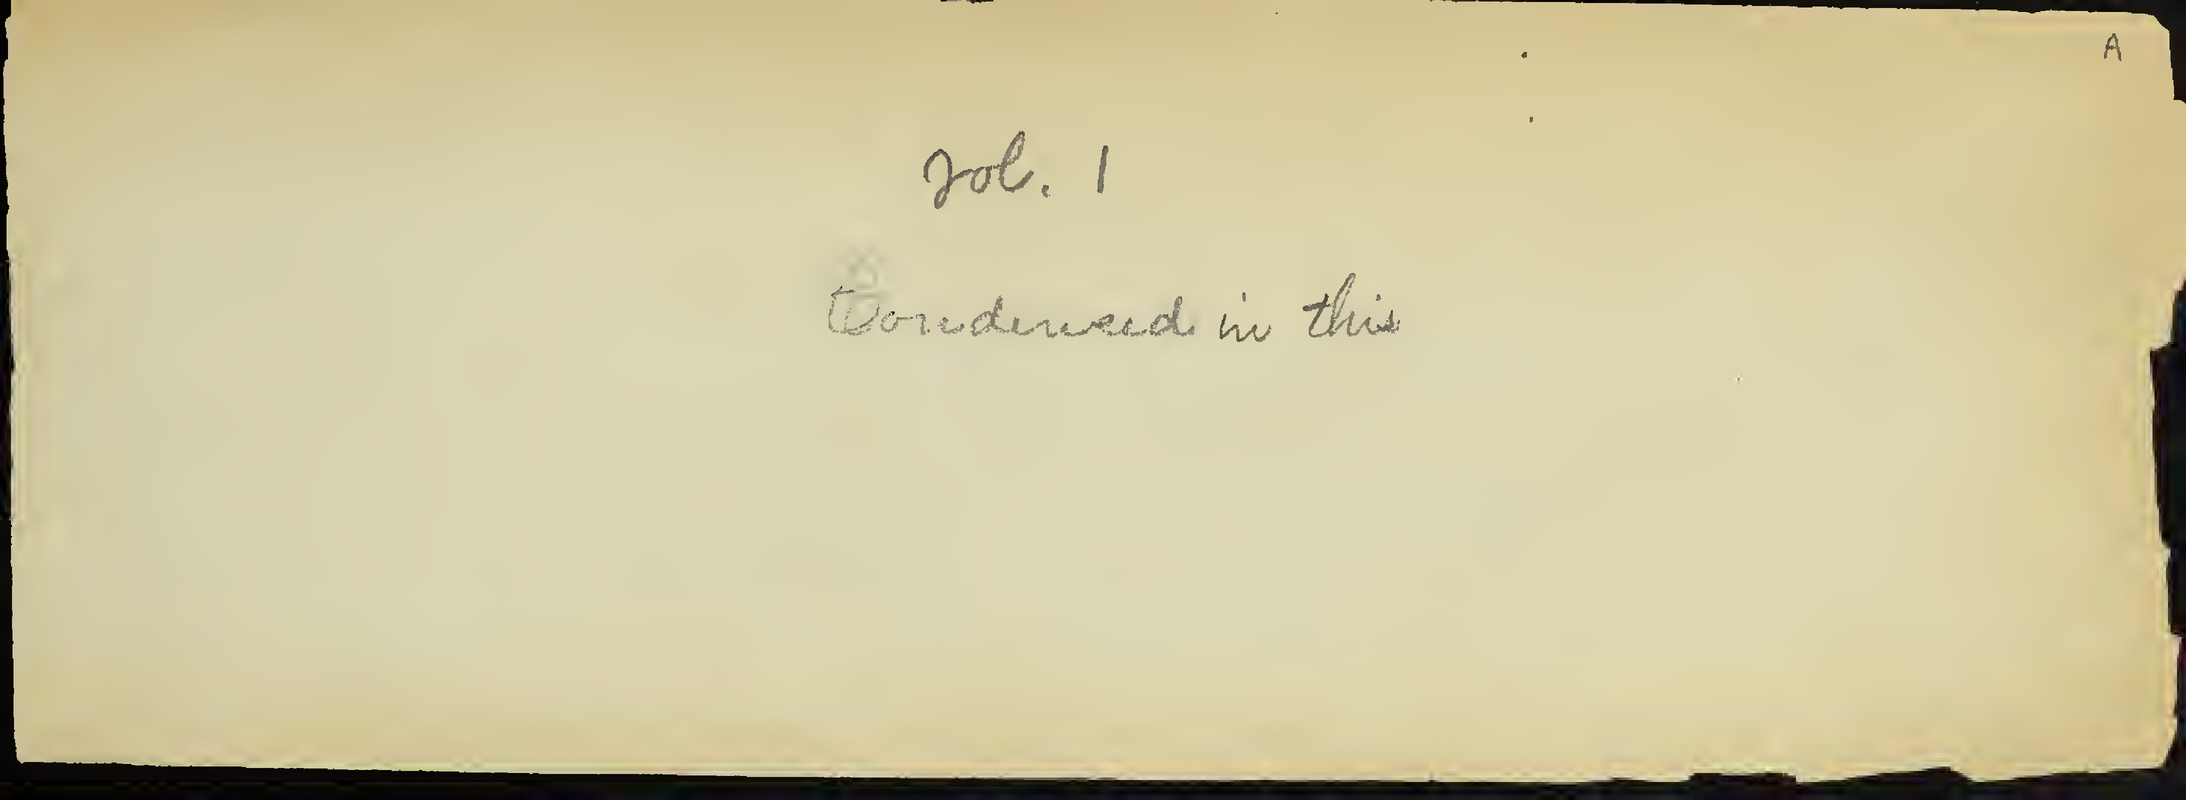 A
Vol. 1
Condensed in this